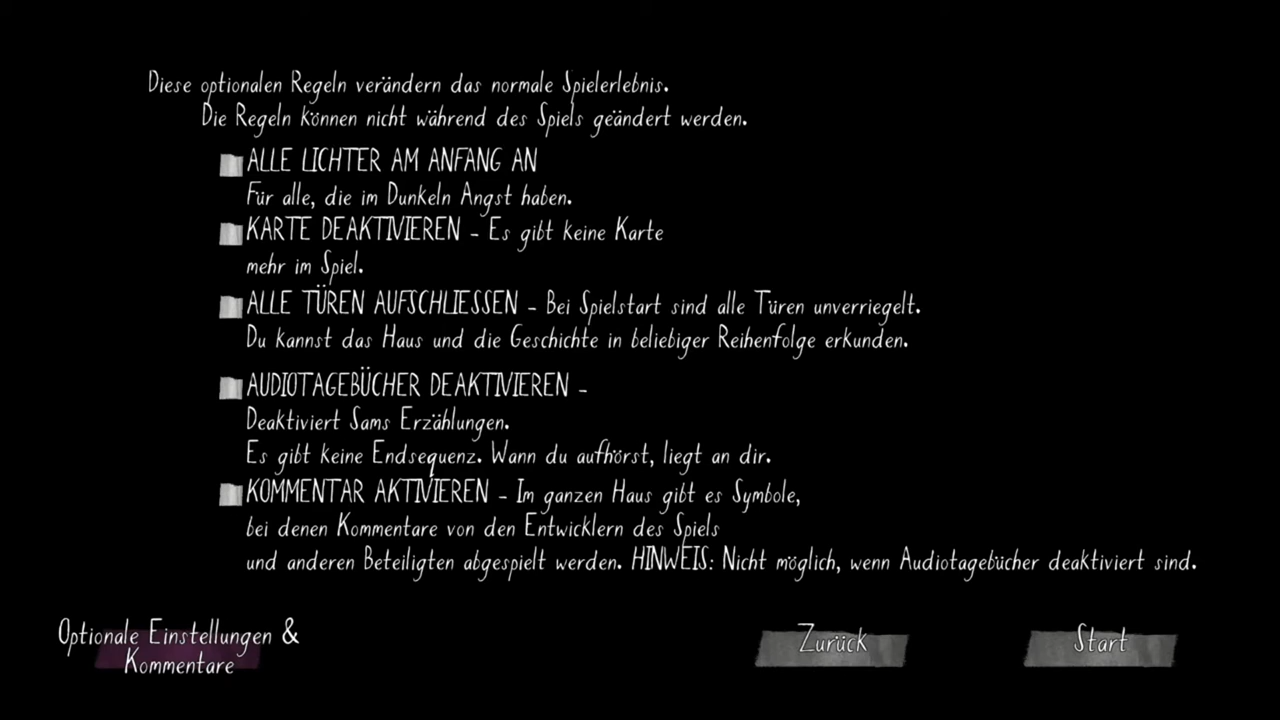 Diese optionalen Regeln verändern das normale Spielerlebnis.
Die Regeln können nicht während des Spiels geändert werden.
ALLE LICHTER AM ANFANG AN
Für alle, die im Dunkeln Angst haben.
KARTE DEAKTIVIEREN - Es gibt keine Karte
mehr im Spiel.
ALLE TÜREN AUFSCHLIESSEN - Bei Spielstart sind alle Türen unverriegelt.
Du kannst das Haus und die Geschichte in beliebiger Reihenfolge erkunden.
AUDIOTAGEBÜCHER DEAKTIVIEREN -
Deaktiviert Sams Erzählungen.
Es gibt keine Endsequenz. Wann du aufhörst, liegt an dir.
KOMMENTAR AKTIVIEREN - Im ganzen Haus gibt es Symbole,
bei denen Kommentare von den Entwicklern des Spiels
und anderen Beteiligten abgespielt werden. HINWEIS: Nicht möglich, wenn Audiotagebücher deaktiviert sind.
Optionale Einstellungen &
Kommentare
Zurück
Start